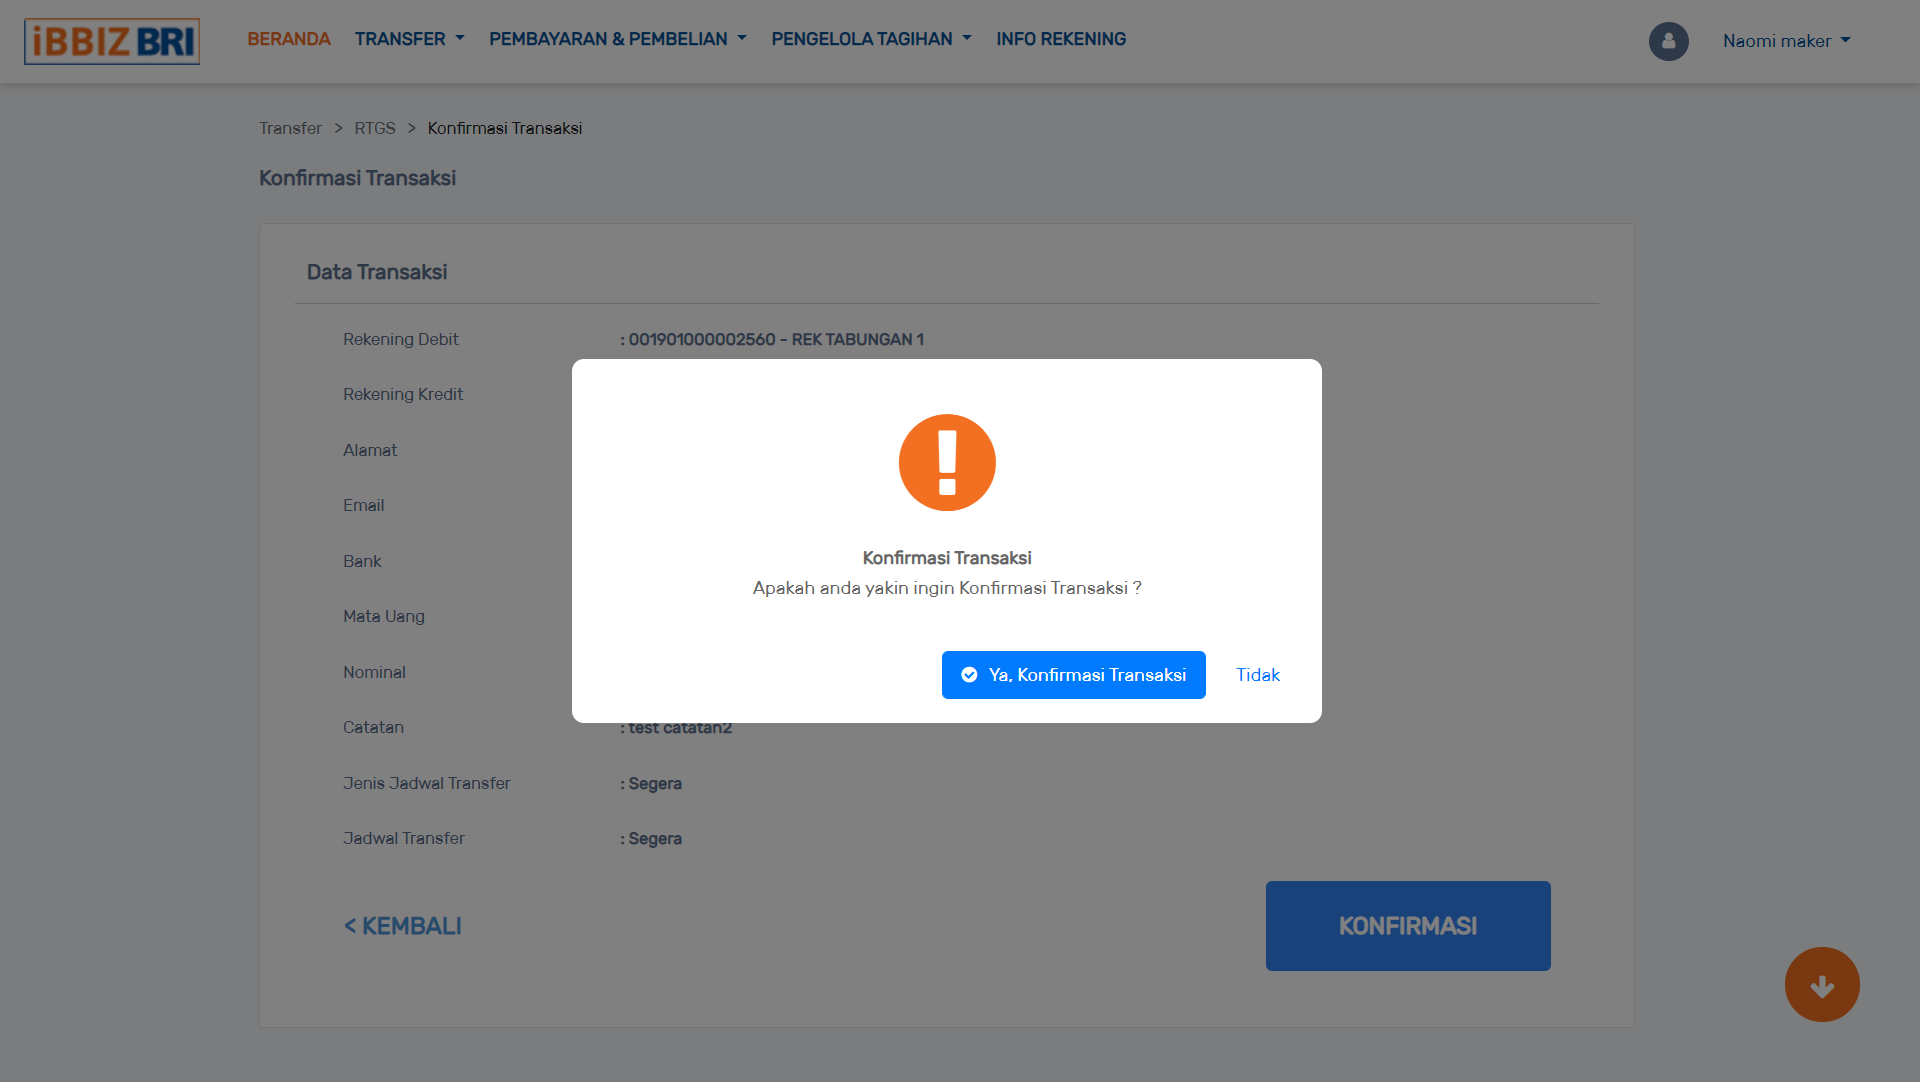 iBBIZ BRI
BERANDA TRANSFER PEMBAYARAN & PEMBELIAN PENGELOLA TAGIHAN INFO REKENING
Naomi maker
Transfer > RTGS > Konfirmasi Transaksi
Konfirmasi Transaksi
Data Transaksi
Rekening Debit : 001901000002560 - REK TABUNGAN 1
Rekening Kredit
Alamat
Email
Bank
Mata Uang
Nominal
Konfirmasi Transaksi
Apakah anda yakin ingin Konfirmasi Transaksi ?
Ya, Konfirmasi Transaksi Tidak
Catatan : test catatan2
Jenis Jadwal Transfer : Segera
Jadwal Transfer : Segera
< KEMBALI KONFIRMASI